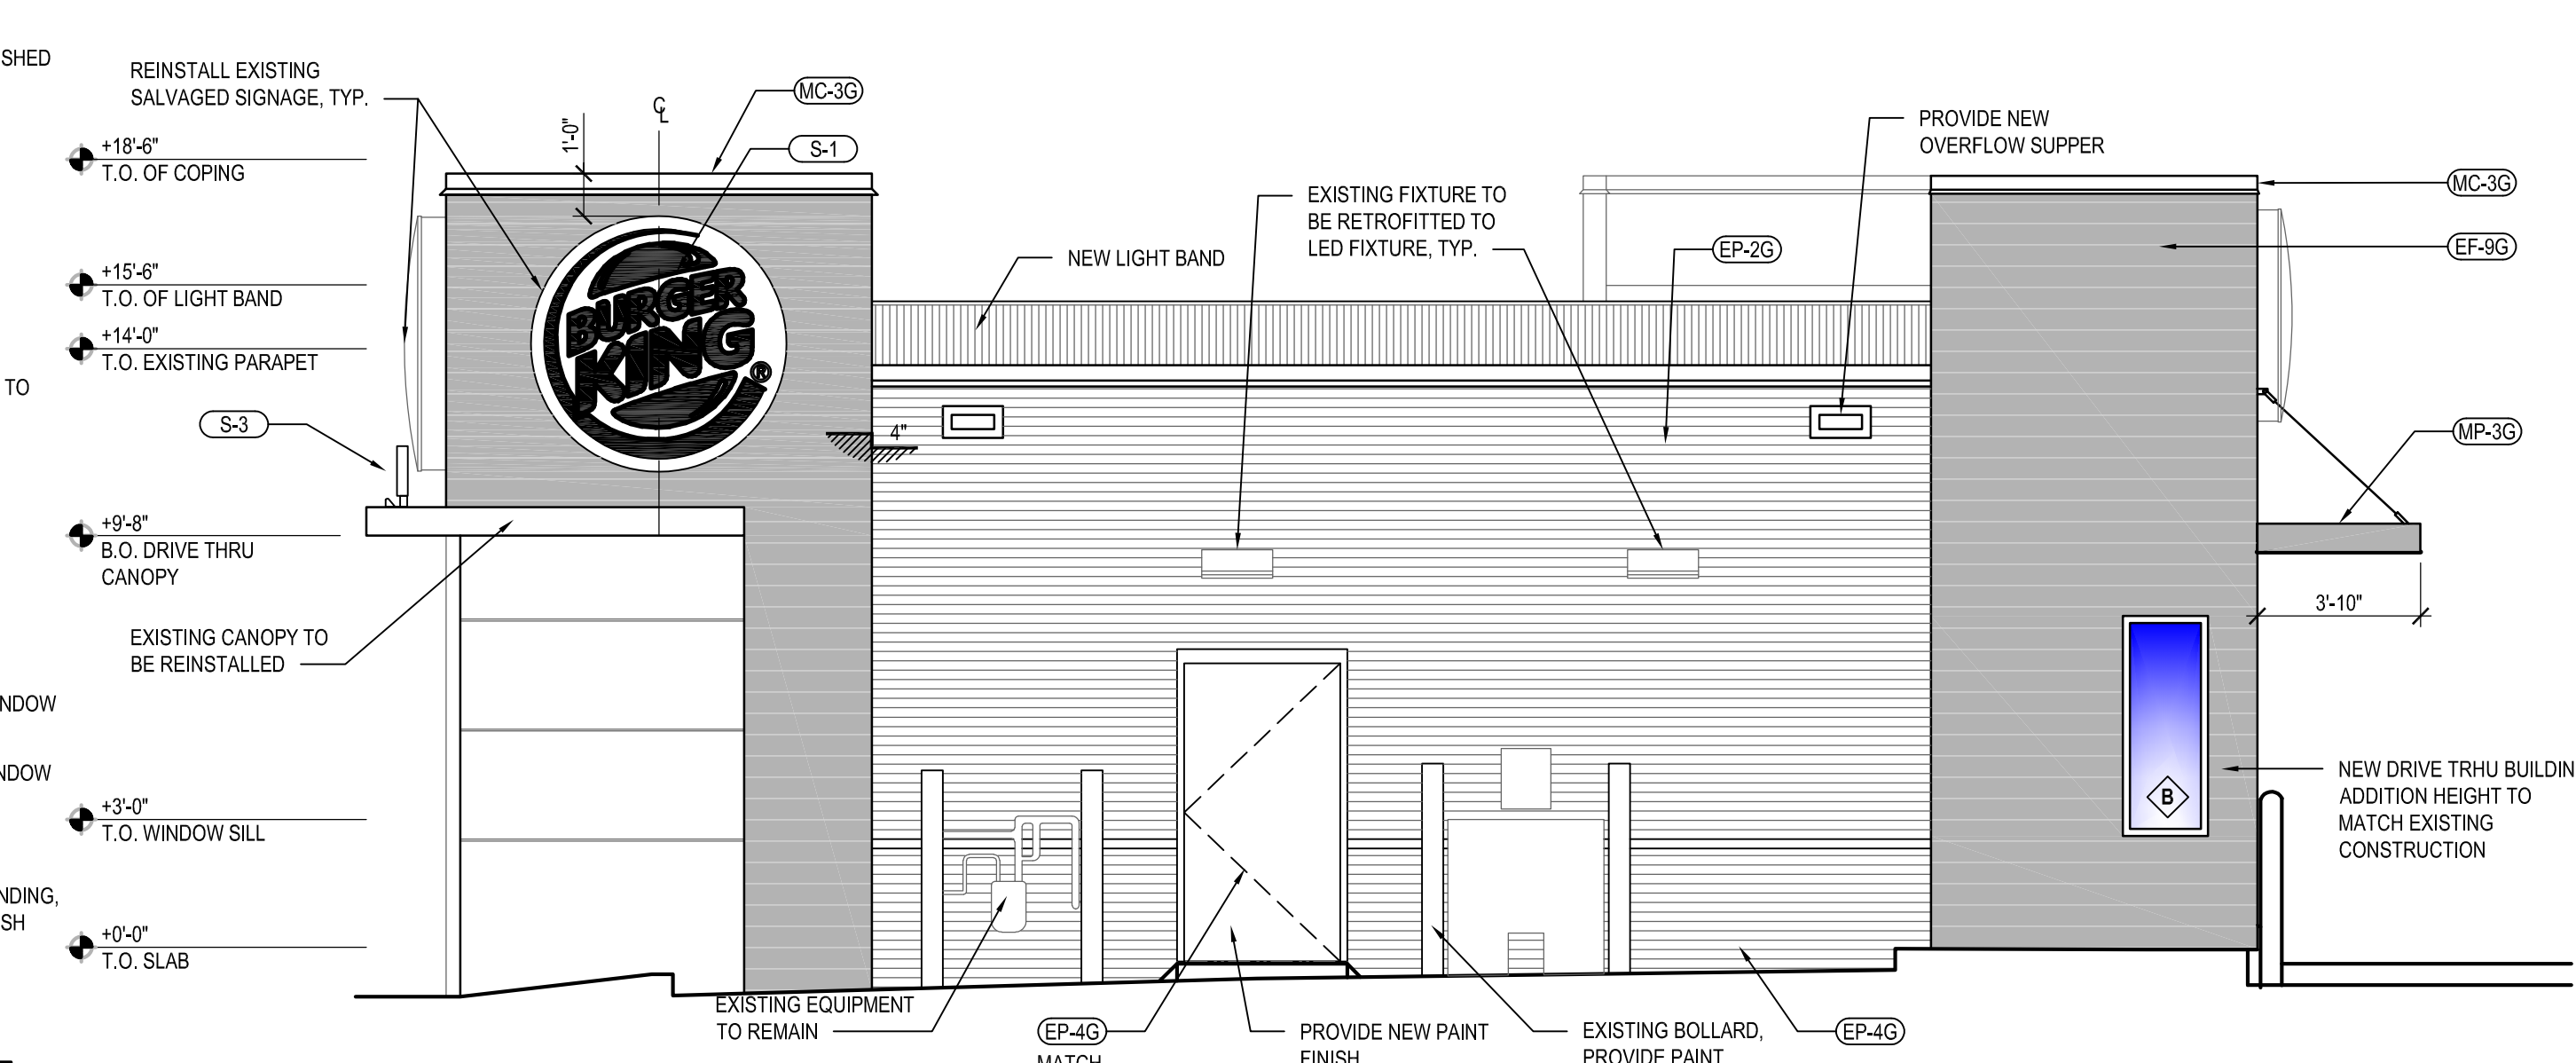 SHED
REINSTALL EXISTING
SALVAGED SIGNAGE, TYP.
MC-3G
S-1
℄
1'-0"
+18'-6"
T.O. OF COPING
PROVIDE NEW
OVERFLOW SUPPER
MC-3G
EXISTING FIXTURE TO
BE RETROFITTED TO
LED FIXTURE, TYP.
NEW LIGHT BAND
EP-2G
EF-9G
+15'-6"
T.O. OF LIGHT BAND
BURGER
KING
®
+14'-0"
T.O. EXISTING PARAPET
TO
S-3
4"
MP-3G
+9'-8"
B.O. DRIVE THRU
CANOPY
3'-10"
EXISTING CANOPY TO
BE REINSTALLED
NDOW
NDOW
+3'-0"
T.O. WINDOW SILL
B
NEW DRIVE TRHU BUILDIN
ADDITION HEIGHT TO
MATCH EXISTING
CONSTRUCTION
NDING,
SH
+0'-0"
T.O. SLAB
EXISTING EQUIPMENT
TO REMAIN
EP-4G
MATCH
PROVIDE NEW PAINT
FINISH
EXISTING BOLLARD,
PROVIDE PAINT
EP-4G